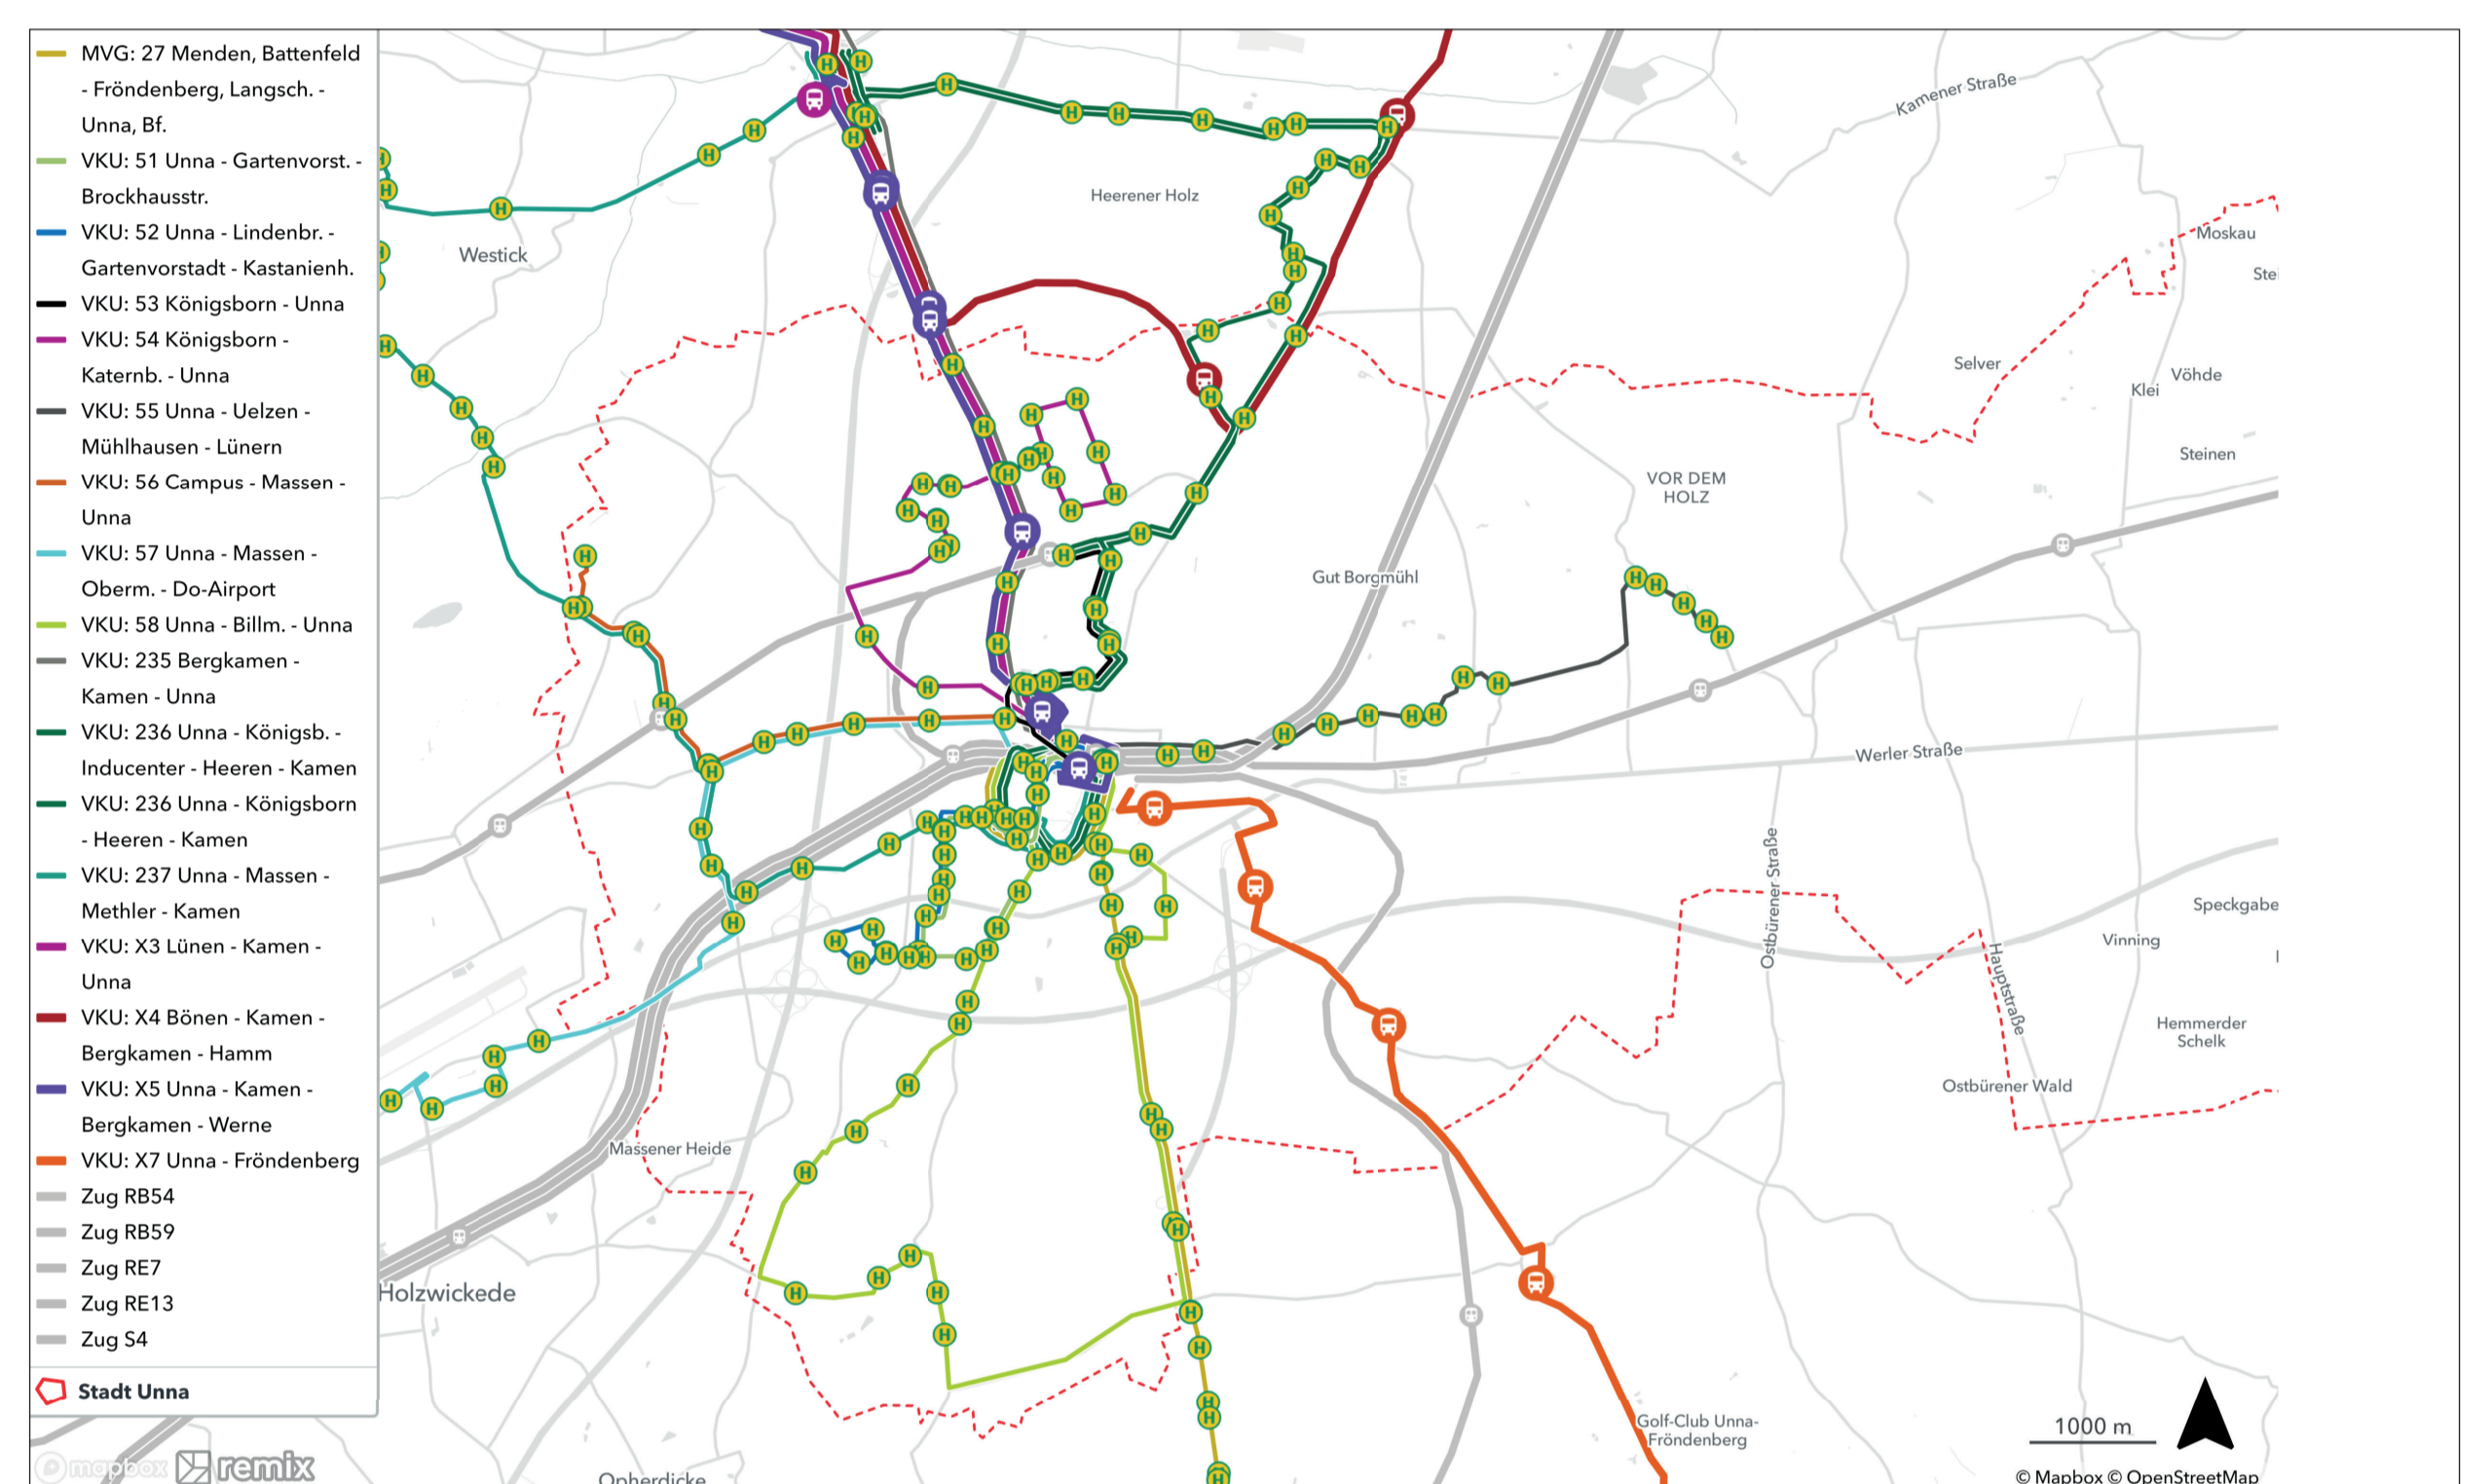 MVG: 27 Menden, Battenfeld
- Fröndenberg, Langsch. -
Unna, Bf.
VKU: 51 Unna - Gartenvorst. -
Brockhausstr.
VKU: 52 Unna - Lindenbr. -
Gartenvorstadt - Kastanienh.
VKU: 53 Königsborn - Unna
VKU: 54 Königsborn -
Katernb. - Unna
VKU: 55 Unna - Uelzen -
Mühlhausen - Lünern
VKU: 56 Campus - Massen -
Unna
VKU: 57 Unna - Massen -
Oberm. - Do-Airport
VKU: 58 Unna - Billm. - Unna
VKU: 235 Bergkamen -
Kamen - Unna
VKU: 236 Unna - Königsb. -
Inducenter - Heeren - Kamen
VKU: 236 Unna - Königsborn
- Heeren - Kamen
VKU: 237 Unna - Massen -
Methler - Kamen
VKU: X3 Lünen - Kamen -
Unna
VKU: X4 Bönen - Kamen -
Bergkamen - Hamm
VKU: X5 Unna - Kamen -
Bergkamen - Werne
VKU: X7 Unna - Fröndenberg
Zug RB54
Zug RB59
Zug RE7
Zug RE13
Zug S4
Stadt Unna
mapbox remix
Kamener Straße
Heerener Holz
Westick
Moskau
Ste
Selver
Vöhde
Klei
Steinen
VOR DEM
HOLZ
Gut Borgmühl
Werler Straße
Ostbürener Straße
Speckgabe
Vinning
Hauptstraße
Hemmerder
Schelk
Ostbürener Wald
Massener Heide
Holzwickede
Golf-Club Unna-
Fröndenberg
Opherdicke
1000 m
© Mapbox © OpenStreetMap